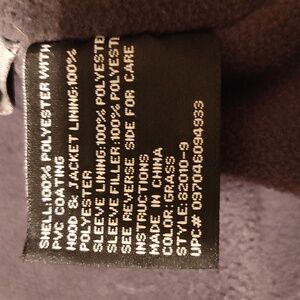 SHELL:100% POLYESTER WITH
PVC COATING
HOOD & JACKET LINING:100%
POLYESTER
SLEEVE LINING:100% POLYESTER
SLEEVE FILLER:100% POLYESTER
SEE REVERSE SIDE FOR CARE
INSTRUCTIONS
MADE IN CHINA
COLOR:GRASS
STYLE:82010-9
UPC# 097046094933